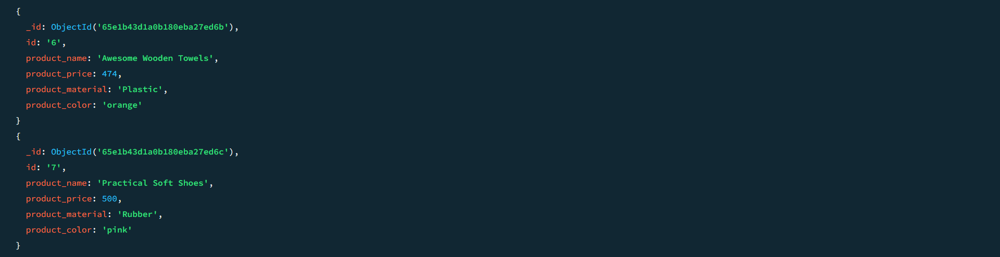 {
_id: ObjectId('65e1b43d1a0b180eba27ed6b'),
id: '6',
product_name: 'Awesome Wooden Towels',
product_price: 474,
product_material: 'Plastic',
product_color: 'orange'
}
{
_id: ObjectId('65e1b43d1a0b180eba27ed6c'),
id: '7',
product_name: 'Practical Soft Shoes',
product_price: 500,
product_material: 'Rubber',
product_color: 'pink'
}